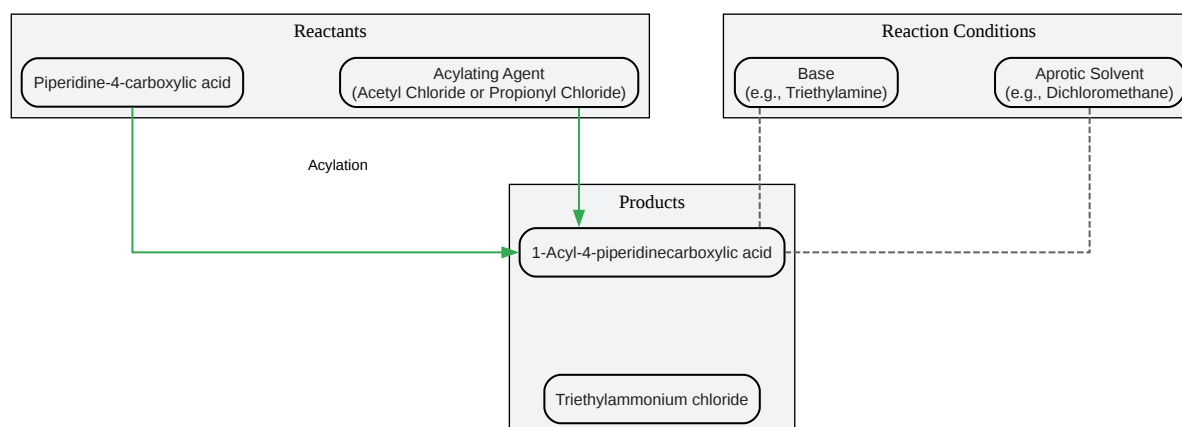 Reactants
Piperidine-4-carboxylic acid
Acylating Agent
(Acetyl Chloride or Propionyl Chloride)
Reaction Conditions
Base
(e.g., Triethylamine)
Aprotic Solvent
(e.g., Dichloromethane)
Acylation
Products
1-Acyl-4-piperidinecarboxylic acid
Triethylammonium chloride